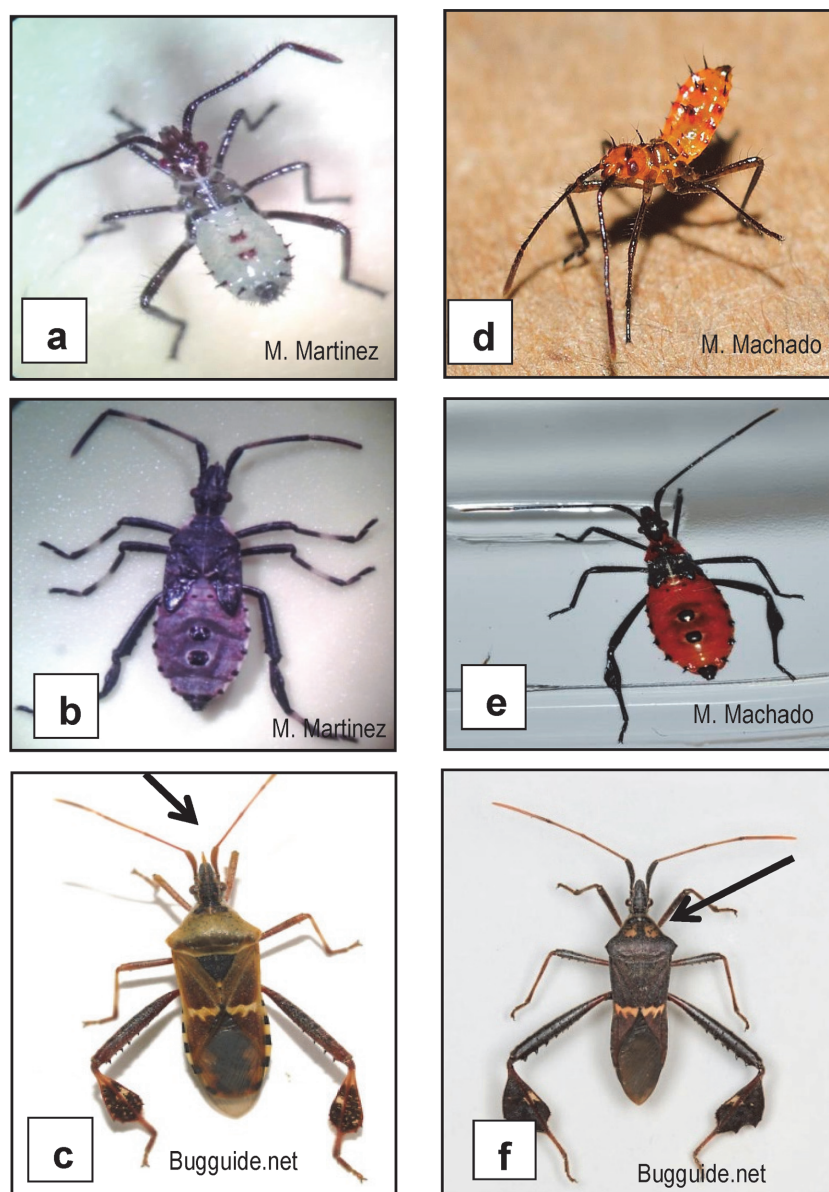 a
M. Martinez
d
M. Machado
b
M. Martinez
e
M. Machado
c
Bugguide.net
f
Bugguide.net